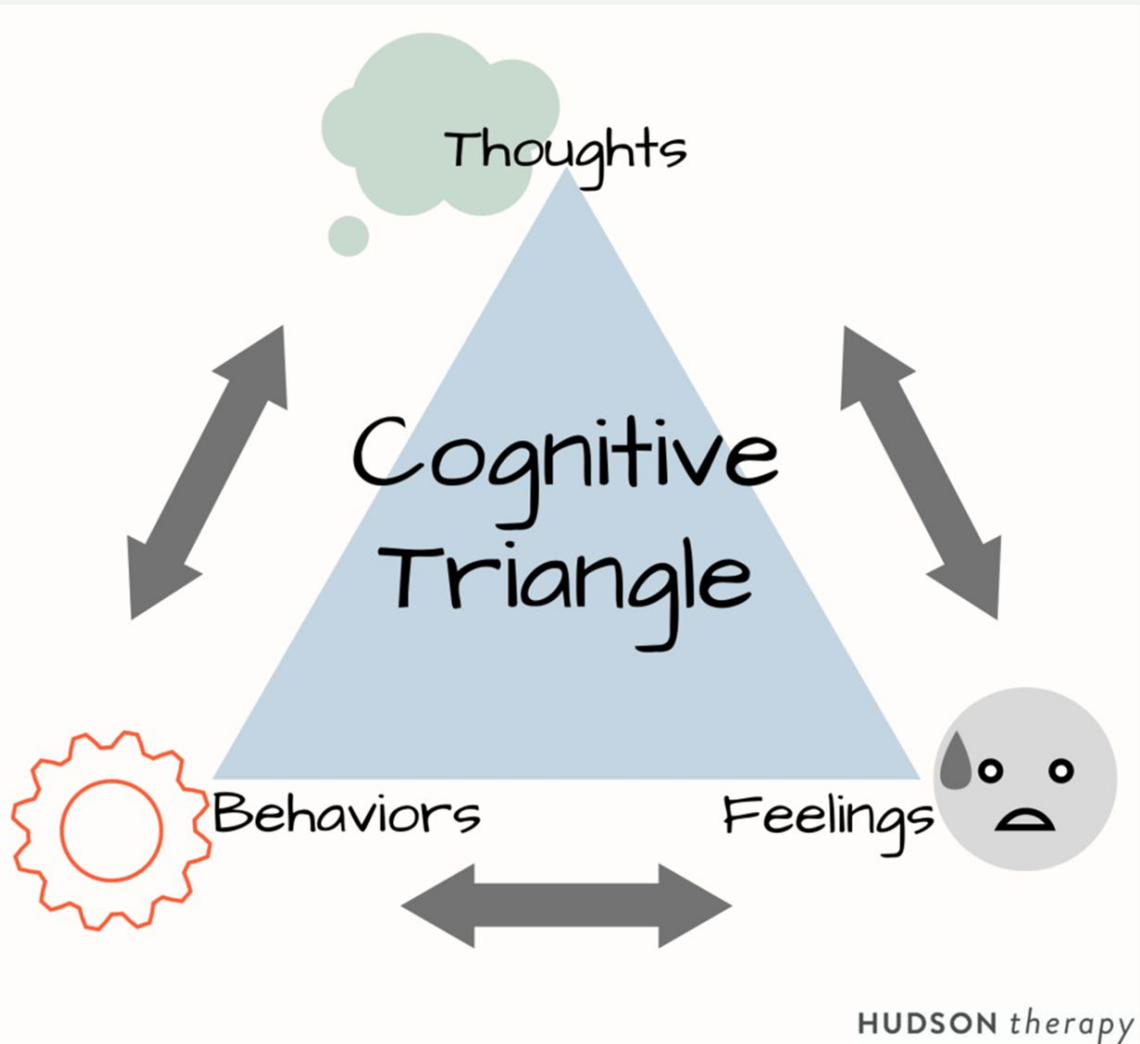 Thoughts
Cognitive
Triangle
Behaviors
Feelings
HUDSON therapy